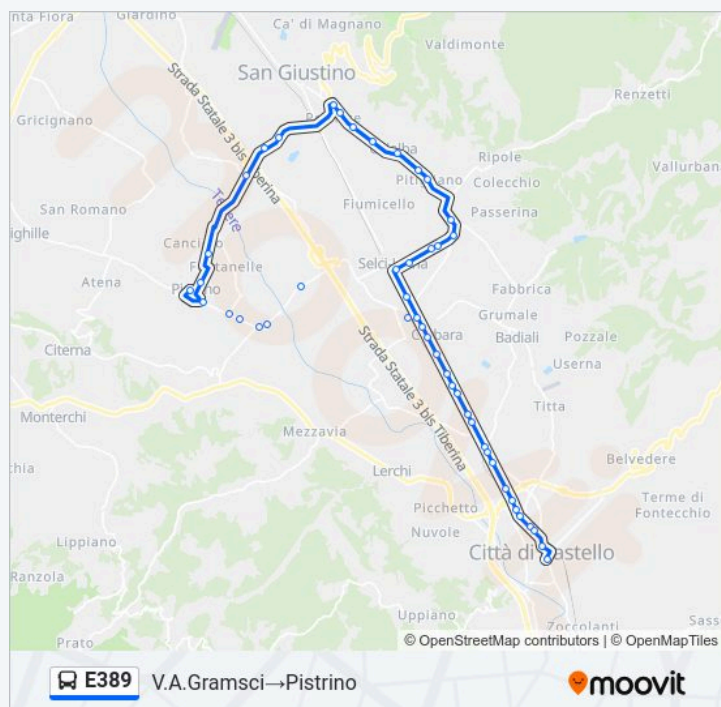 Ca' di Magnano
Giardino
Santa Fiora
Valdimonte
San Giustino
Strada Statale 3 bis Tiberina
Renzetti
Gricignano
Ripole
Vallurbana
Colecchio
San Romano
Tevere
Fiumicello
Passerina
Cancino
Fontanelle
Selci Lama
Atena
Pistrino
Fabbrica
Grumale
Citerna
Badiali
Pozzale
Userna
Strada Statale 3 bis Tiberina
Monterchi
Titta
Mezzavia
Belvedere
Lerchi
Picchetto
Terme di
Fontecchio
Nuvole
Lippiano
Città di Castello
Ranzola
Uppiano
Zoccolanti
Prato
© OpenStreetMap contributors | © OpenMapTiles
E389 V.A.Gramsci→Pistrino moovit